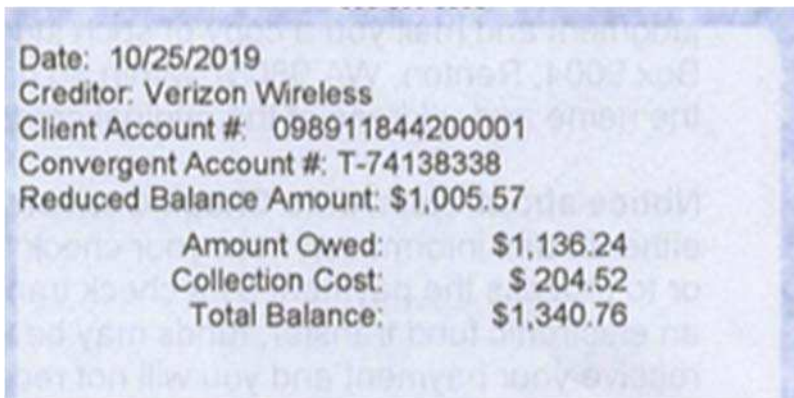 Date: 10/25/2019
Creditor: Verizon Wireless
Client Account #: 098911844200001
Convergent Account #: T-74138338
Reduced Balance Amount: $1,005.57
Amount Owed: $1,136.24
Collection Cost: $ 204.52
Total Balance: $1,340.76